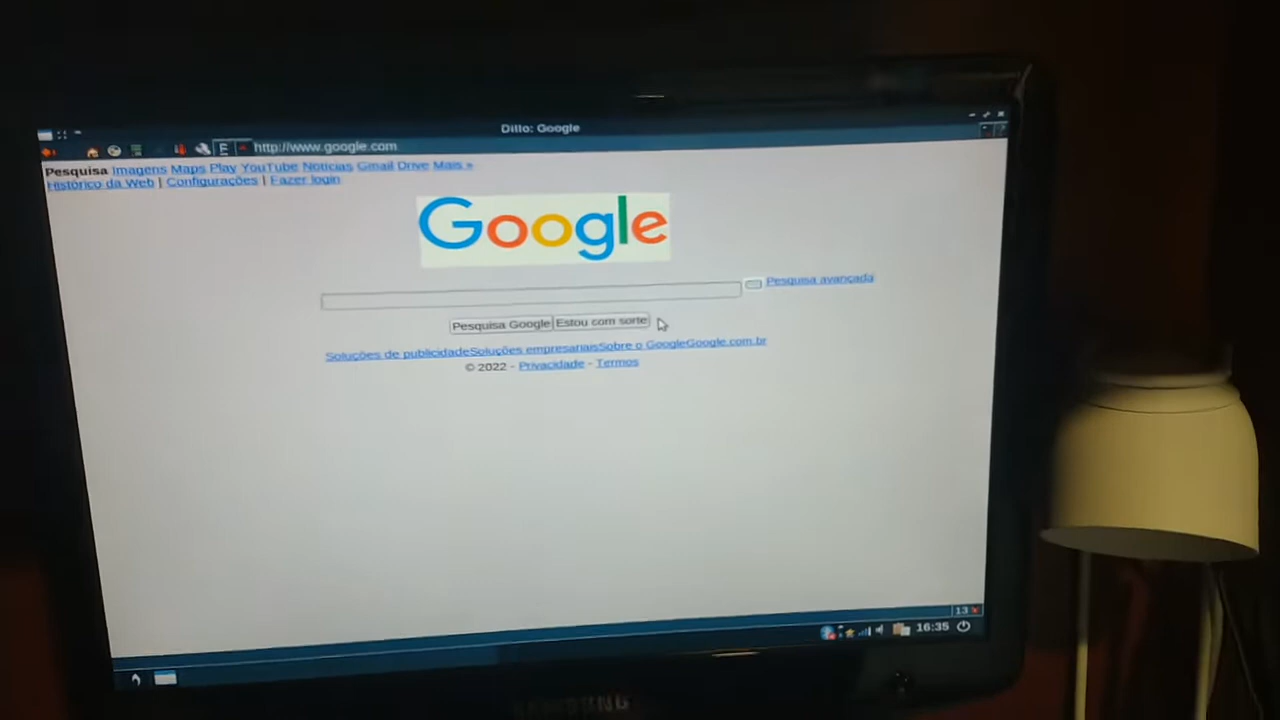 Dillo: Google
http://www.google.com
Pesquisa Imagens Maps Play YouTube Notícias Gmail Drive Mais »
Histórico da Web | Configurações | Fazer login
Google
Pesquisa avançada
Pesquisa Google Estou com sorte
Soluções de publicidadeSoluções empresariaisSobre o GoogleGoogle.com.br
© 2022 - Privacidade - Termos
13
16:35
SAMSUNG